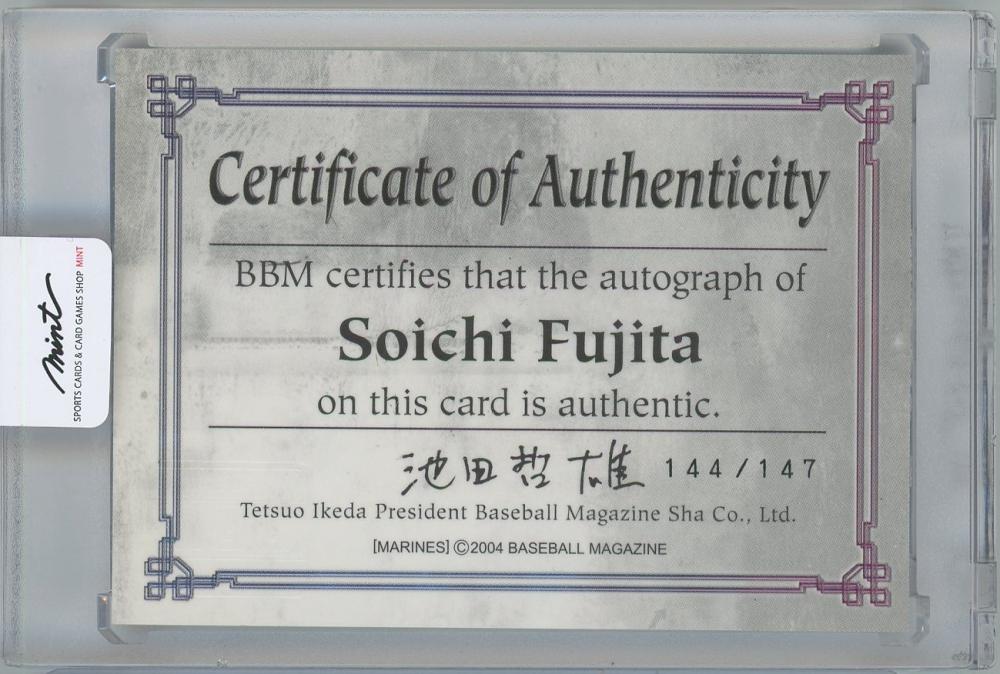 Certificate of Authenticity
BBM certifies that the autograph of
Soichi Fujita
on this card is authentic.
池田哲雄 144/147
Tetsuo Ikeda President Baseball Magazine Sha Co., Ltd.
[MARINES] ©2004 BASEBALL MAGAZINE
mint
SPORTS CARDS & CARD GAMES SHOP MINT